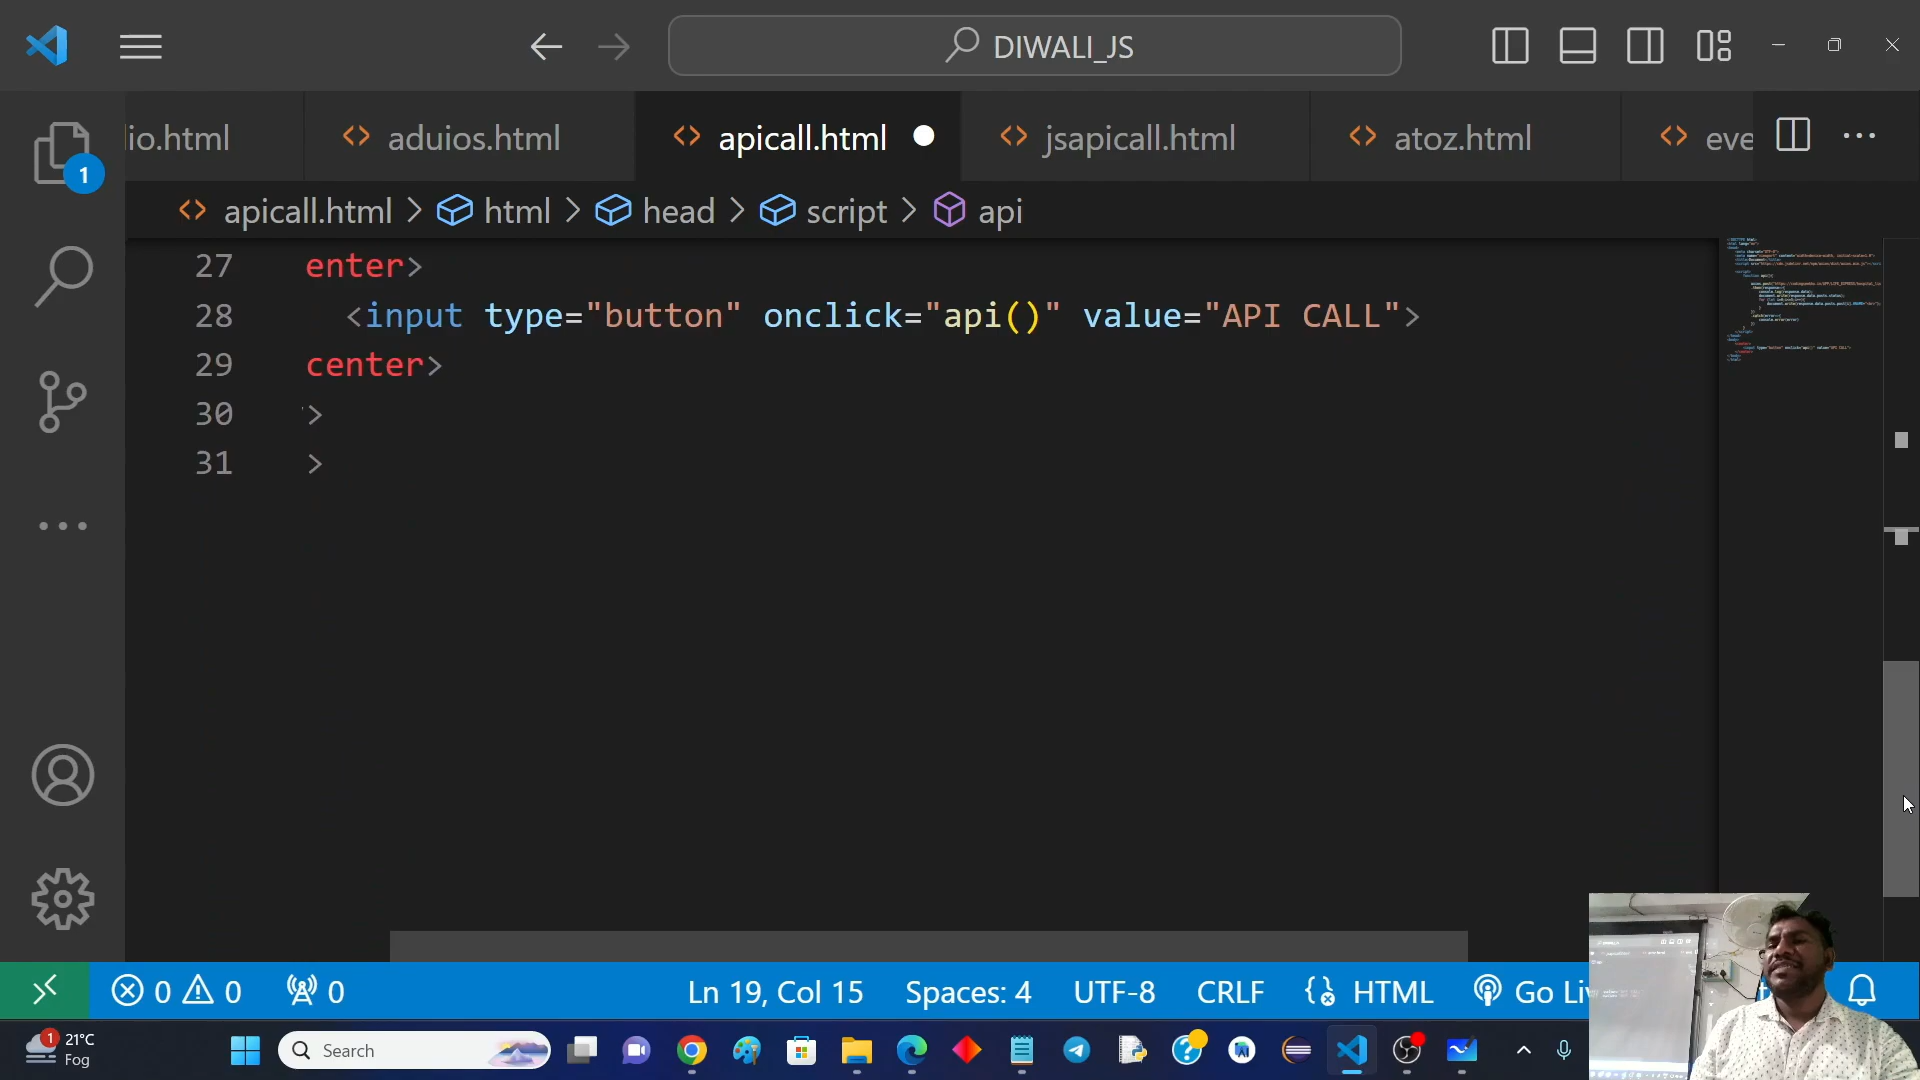 DIWALI_JS
io.html
aduios.html
apicall.html
jsapicall.html
atoz.html
eve
1
apicall.html > html > head > script > api
27 enter>
28 <input type="button" onclick="api()" value="API CALL">
29 center>
30 >
31 >
0 0 0
Ln 19, Col 15
Spaces: 4
UTF-8
CRLF
HTML
Go Li
1
21°C
Fog
Search